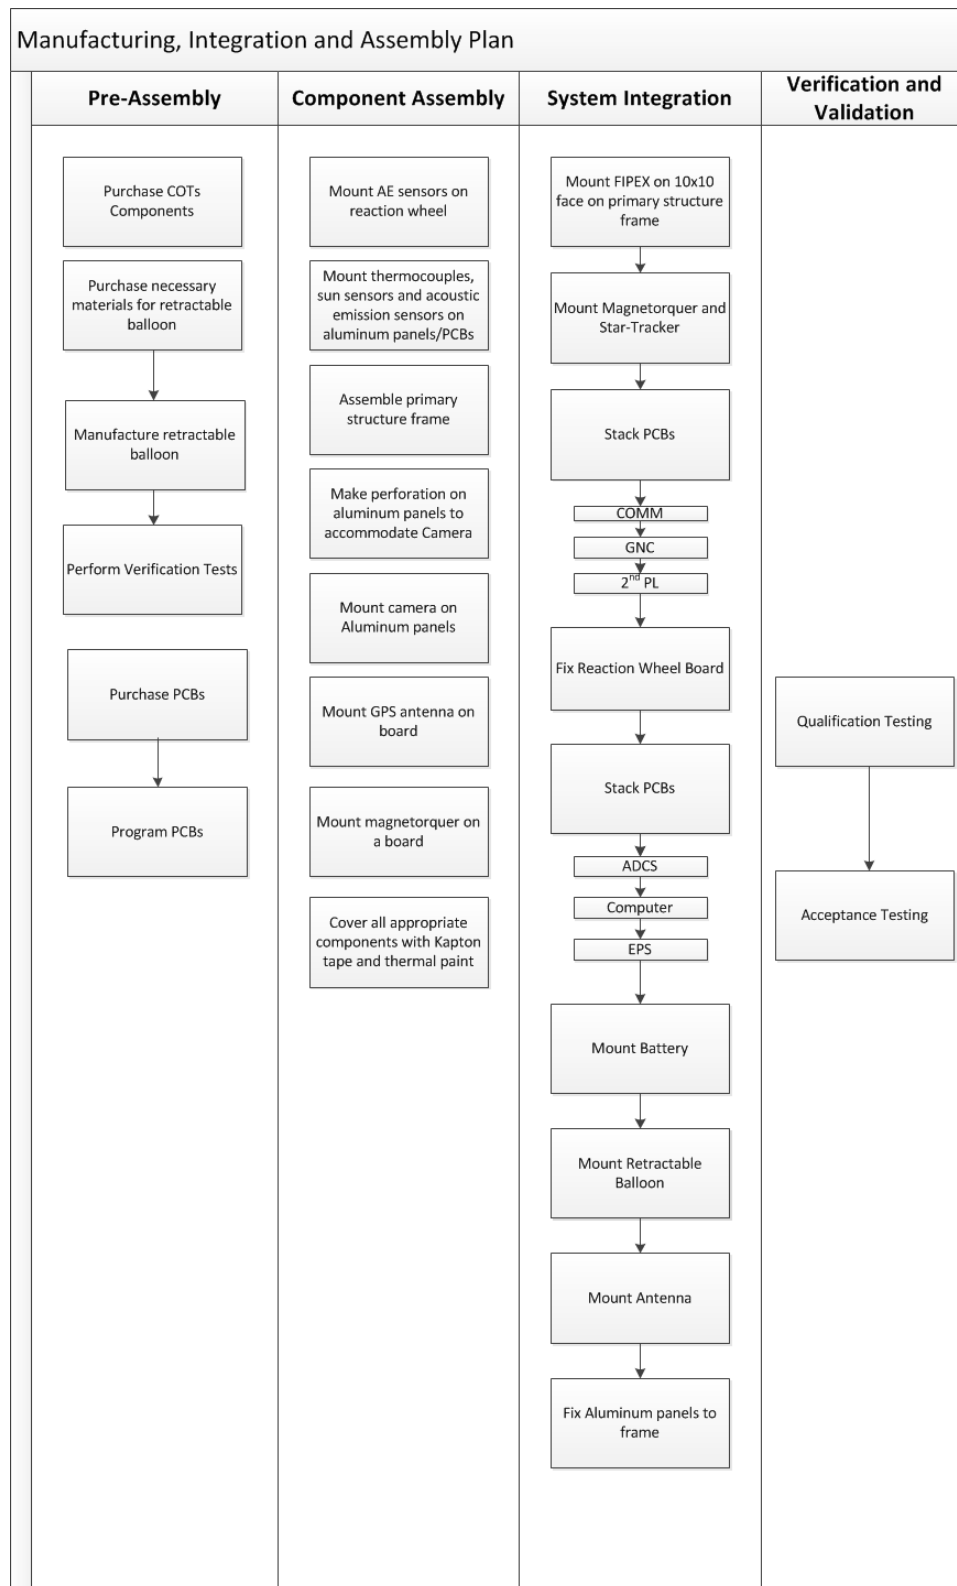 Manufacturing, Integration and Assembly Plan
Pre-Assembly
Purchase COTs
Components
Purchase necessary
materials for retractable
balloon
Manufacture retractable
balloon
Perform Verification Tests
Purchase PCBs
Program PCBs
Component Assembly
Mount AE sensors on
reaction wheel
Mount thermocouples,
sun sensors and acoustic
emission sensors on
aluminum panels/PCBs
Assemble primary
structure frame
Make perforation on
aluminum panels to
accommodate Camera
Mount camera on
Aluminum panels
Mount GPS antenna on
board
Mount magnetorquer on
a board
Cover all appropriate
components with Kapton
tape and thermal paint
System Integration
Mount FIPEX on 10x10
face on primary structure
frame
Mount Magnetorquer and
Star-Tracker
Stack PCBs
COMM
GNC
2nd PL
Fix Reaction Wheel Board
Stack PCBs
ADCS
Computer
EPS
Mount Battery
Mount Retractable
Balloon
Mount Antenna
Fix Aluminum panels to
frame
Verification and
Validation
Qualification Testing
Acceptance Testing